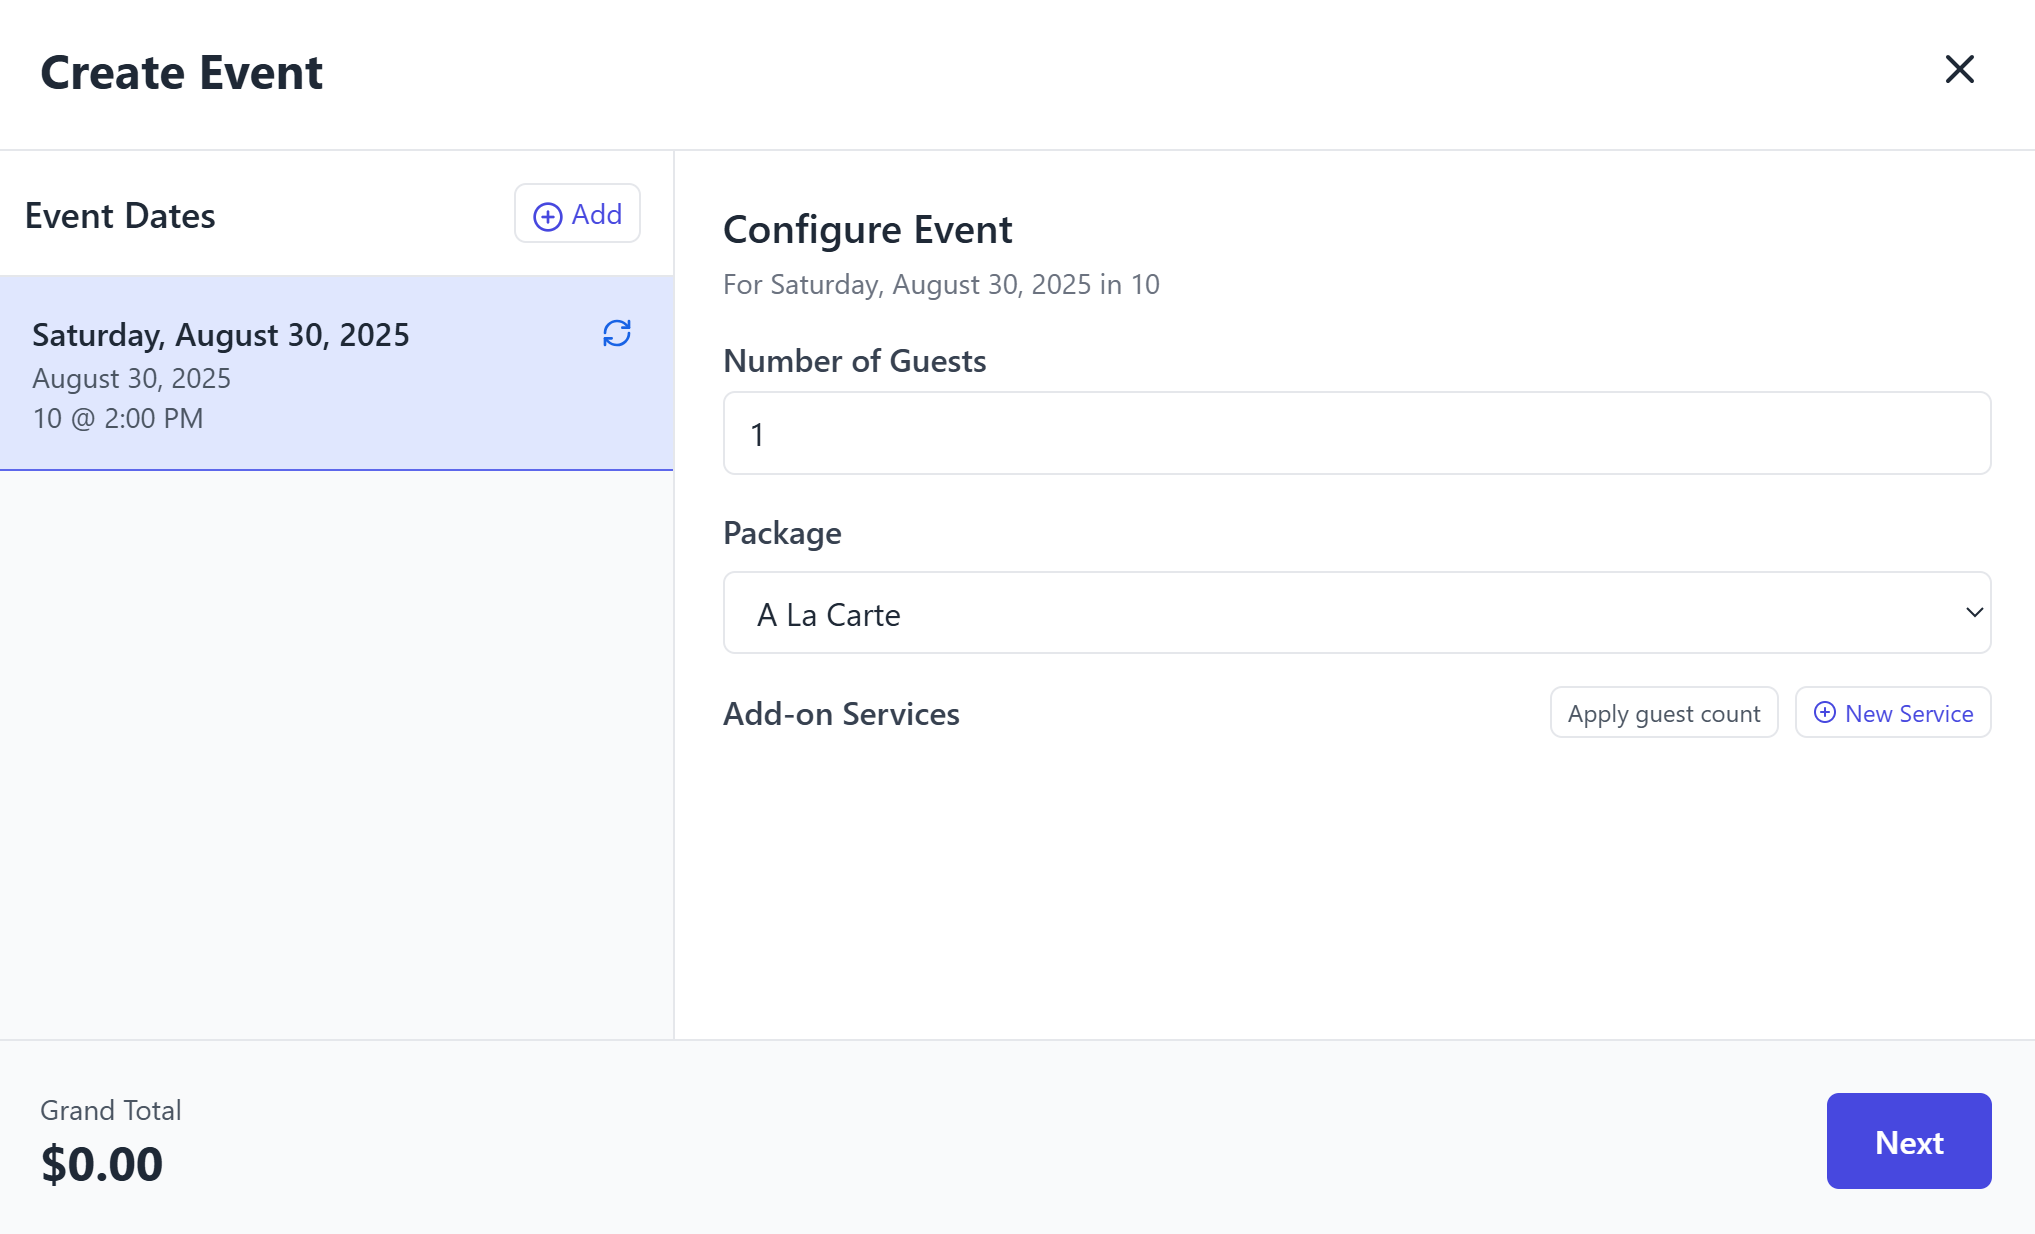 Create Event
Event Dates
Add
Saturday, August 30, 2025
August 30, 2025
10 @ 2:00 PM
Configure Event
For Saturday, August 30, 2025 in 10
Number of Guests
1
Package
A La Carte
Add-on Services
Apply guest count
New Service
Grand Total
$0.00
Next